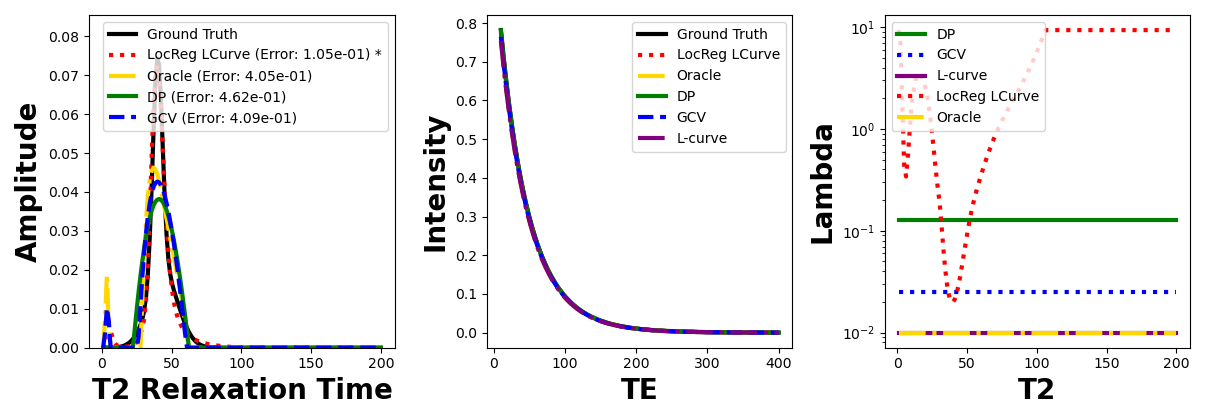 Amplitude
0.08
0.07
0.06
0.05
0.04
0.03
0.02
0.01
0.00
Ground Truth
LocReg LCurve (Error: 1.05e-01) *
Oracle (Error: 4.05e-01)
DP (Error: 4.62e-01)
GCV (Error: 4.09e-01)
0 50 100 150 200
T2 Relaxation Time
Intensity
0.8
0.7
0.6
0.5
0.4
0.3
0.2
0.1
0.0
Ground Truth
LocReg LCurve
Oracle
DP
GCV
L-curve
0 100 200 300 400
TE
Lambda
10¹
10⁰
10⁻¹
10⁻²
DP
GCV
L-curve
LocReg LCurve
Oracle
0 50 100 150 200
T2